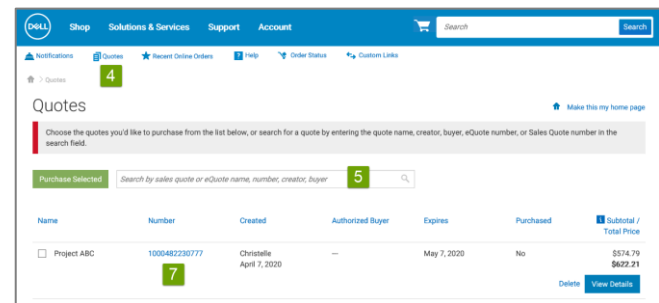 DELL Shop Solutions & Services Support Account Search Search
Notifications Quotes Recent Online Orders ? Help Order Status Custom Links
> Quotes 4
Quotes Make this my home page
Choose the quotes you'd like to purchase from the list below, or search for a quote by entering the quote name, creator, buyer, eQuote number, or Sales Quote number in the
search field.
Purchase Selected Search by sales quote or eQuote name, number, creator, buyer 5
Name Number Created Authorized Buyer Expires Purchased i Subtotal /
Total Price
Project ABC 1000482230777 Christelle — May 7, 2020 No $574.79
April 7, 2020 $622.21
7
Delete View Details